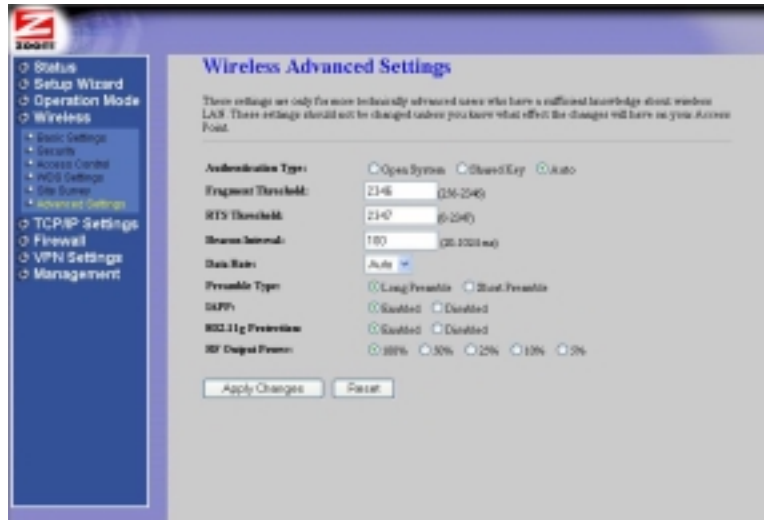 ZOOM
Status
Setup Wizard
Operation Mode
Wireless
Basic Settings
Security
Access Control
WDS Settings
Site Survey
Advanced Settings
TCP/IP Settings
Firewall
VPN Settings
Management
Wireless Advanced Settings
These settings are only for more technically advanced users who have a sufficient knowledge about wireless
LAN. These settings should not be changed unless you know what effect the changes will have on your Access
Point.
Authentication Type: Open System Shared Key Auto
Fragment Threshold: 2346 (256-2346)
RTS Threshold: 2347 (0-2347)
Beacon Interval: 100 (20-1024 ms)
Data Rate: Auto
Preamble Type: Long Preamble Short Preamble
IAPP: Enabled Disabled
802.11g Protection: Enabled Disabled
RF Output Power: 100% 50% 25% 10% 5%
Apply Changes Reset